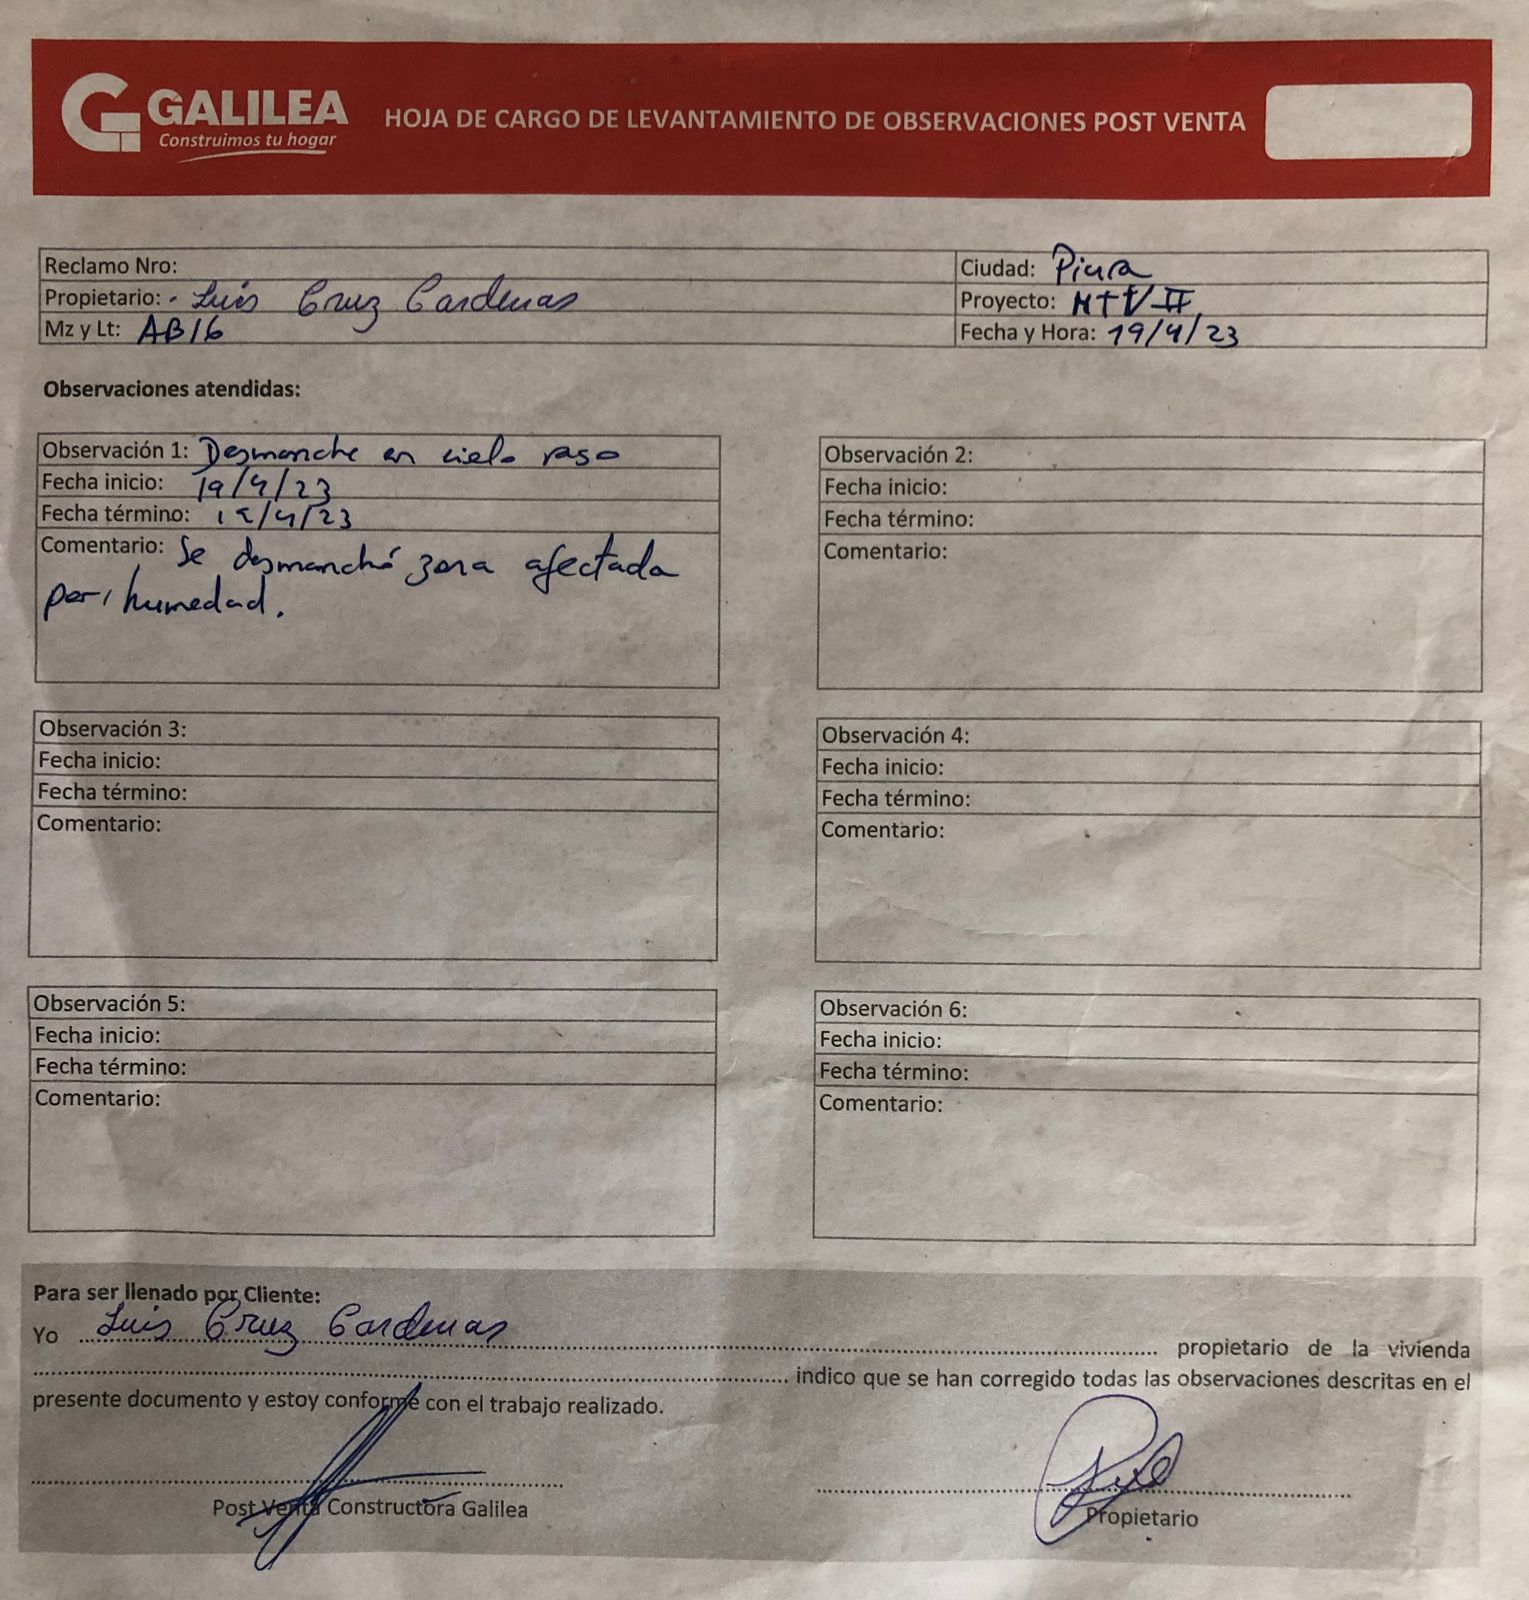 GALILEA
Construimos tu hogar
HOJA DE CARGO DE LEVANTAMIENTO DE OBSERVACIONES POST VENTA
Reclamo Nro:
Ciudad: Piura
Propietario: Luis Cruz Cardenas
Proyecto: HTV II
Mz y Lt: AB16
Fecha y Hora: 19/4/23
Observaciones atendidas:
Observación 1: Desmanche en cielo raso
Fecha inicio: 19/4/23
Fecha término: 19/4/23
Comentario: Se desmanchó zona afectada
por humedad.
Observación 2:
Fecha inicio:
Fecha término:
Comentario:
Observación 3:
Fecha inicio:
Fecha término:
Comentario:
Observación 4:
Fecha inicio:
Fecha término:
Comentario:
Observación 5:
Fecha inicio:
Fecha término:
Comentario:
Observación 6:
Fecha inicio:
Fecha término:
Comentario:
Para ser llenado por Cliente:
Yo Luis Cruz Cardenas propietario de la vivienda
indico que se han corregido todas las observaciones descritas en el
presente documento y estoy conforme con el trabajo realizado.
Post Venta Constructora Galilea
Propietario